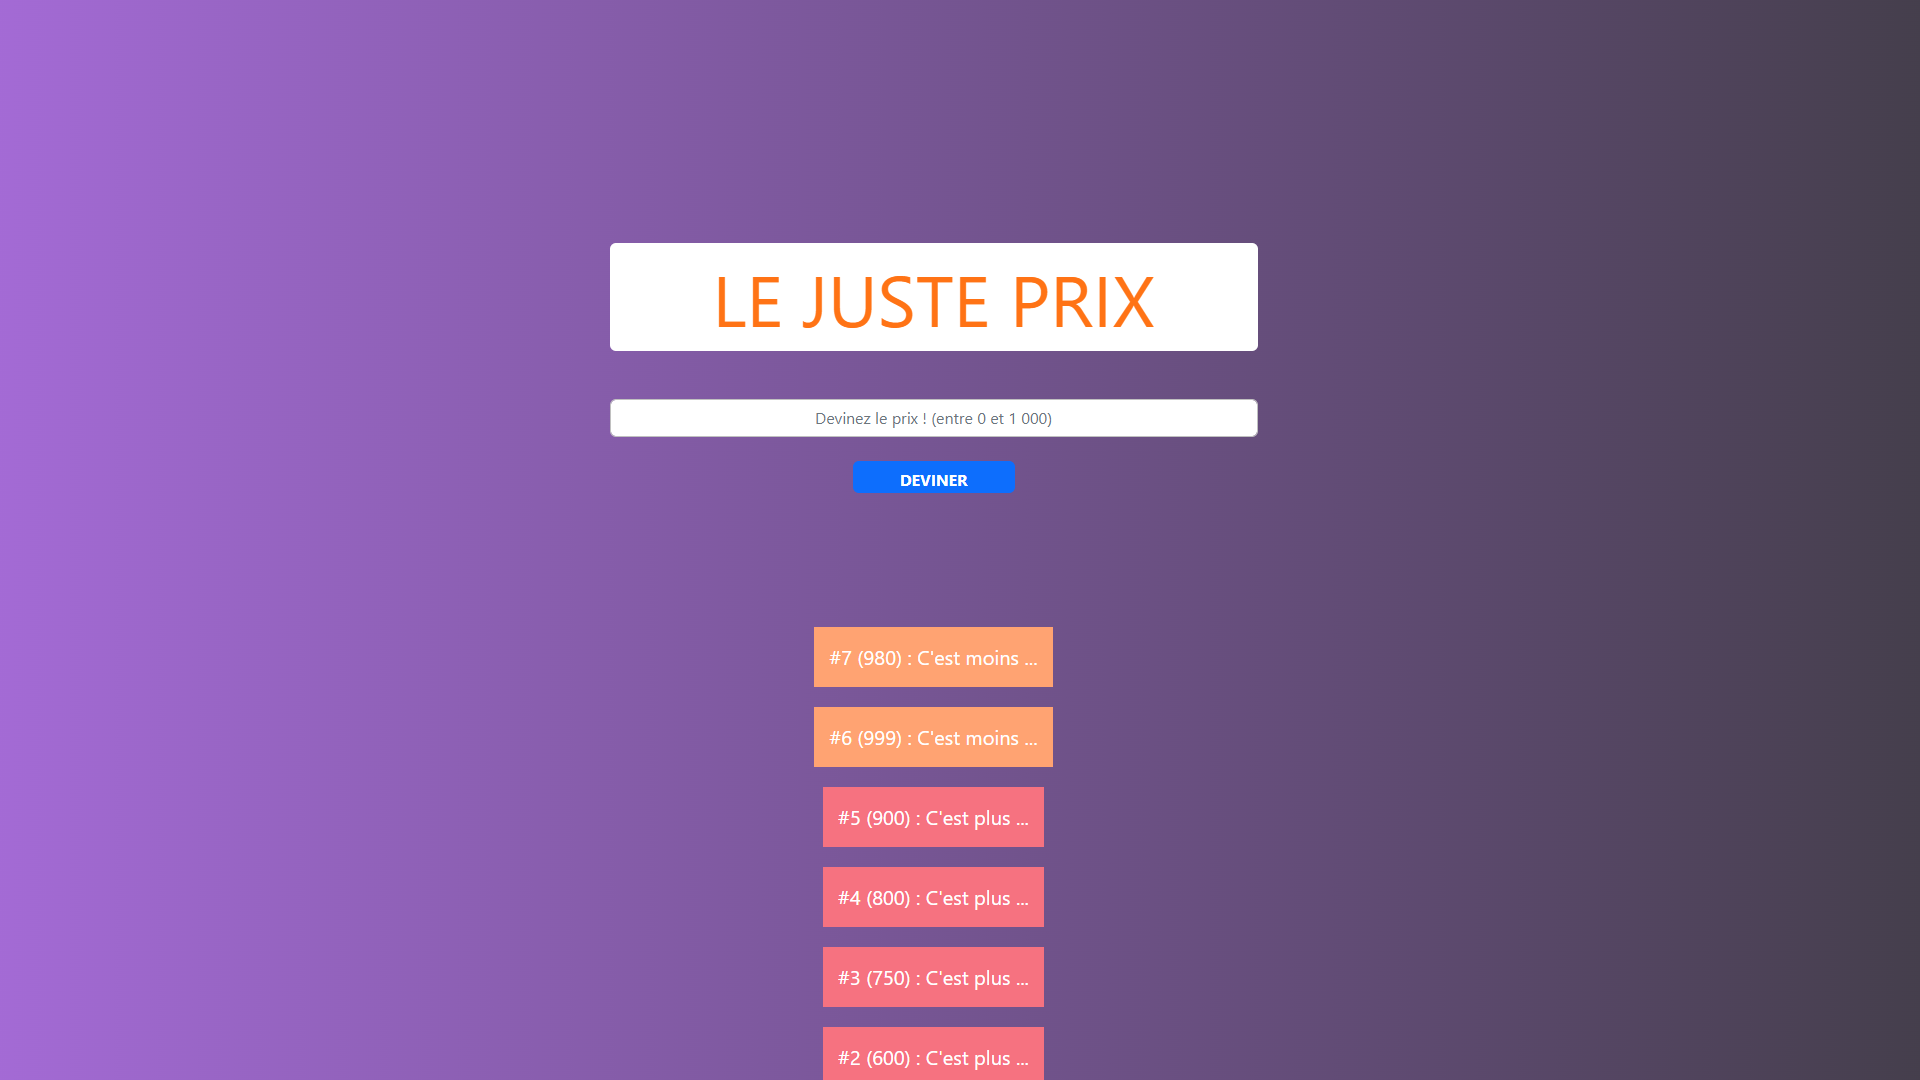 LE JUSTE PRIX
Devinez le prix ! (entre 0 et 1 000)
DEVINER
#7 (980) : C'est moins ...
#6 (999) : C'est moins ...
#5 (900) : C'est plus ...
#4 (800) : C'est plus ...
#3 (750) : C'est plus ...
#2 (600) : C'est plus ...